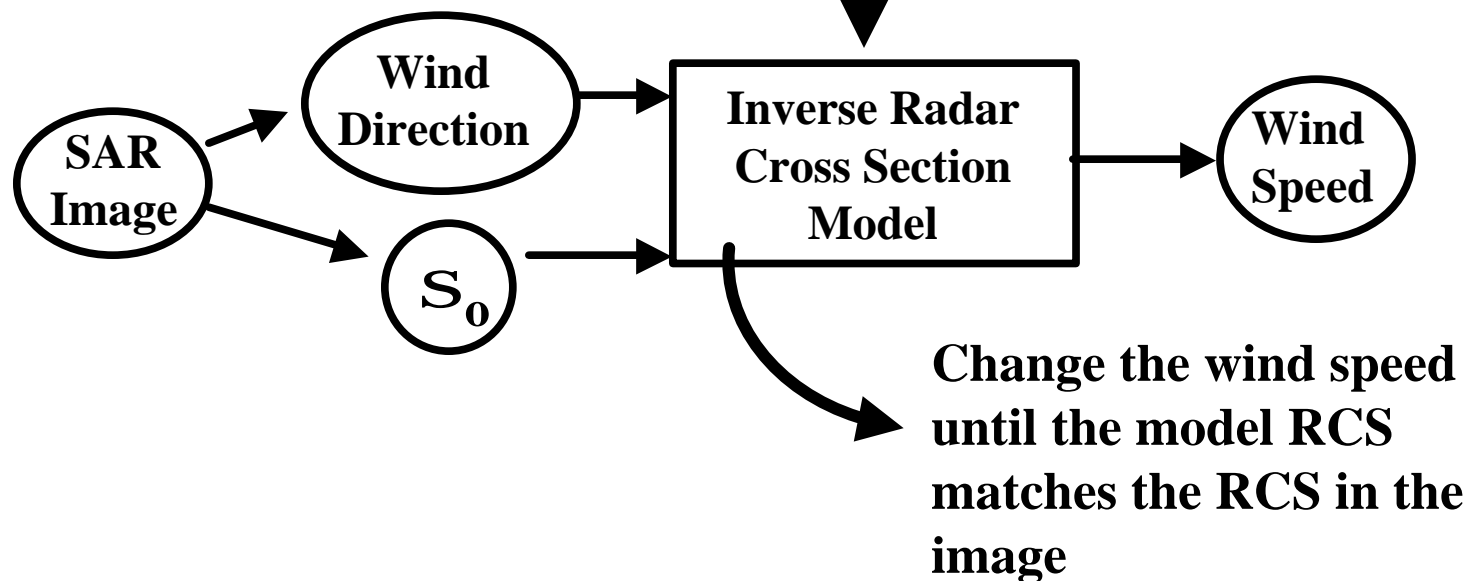 Wind
Direction
SAR
Image
S₀
Inverse Radar
Cross Section
Model
Wind
Speed
Change the wind speed
until the model RCS
matches the RCS in the
image